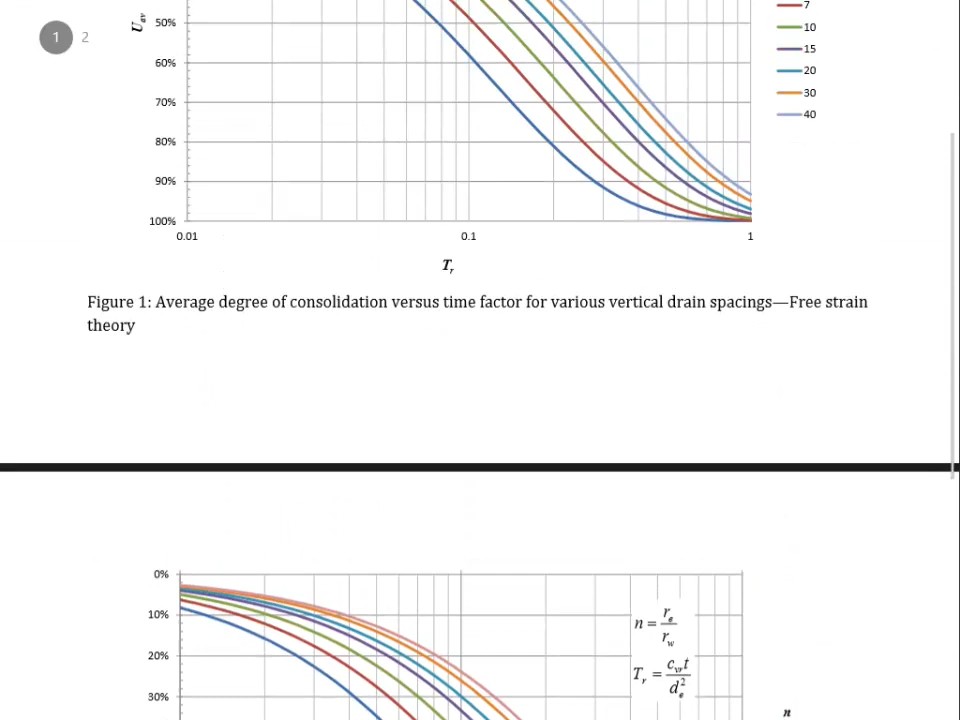 1 2
U_av
50%
60%
70%
80%
90%
100%
0.01 0.1 1
T_r
7
10
15
20
30
40
Figure 1: Average degree of consolidation versus time factor for various vertical drain spacings—Free strain
theory
0%
10%
20%
30%
n = r_e / r_w
T_r = c_v t / d_e^2
n